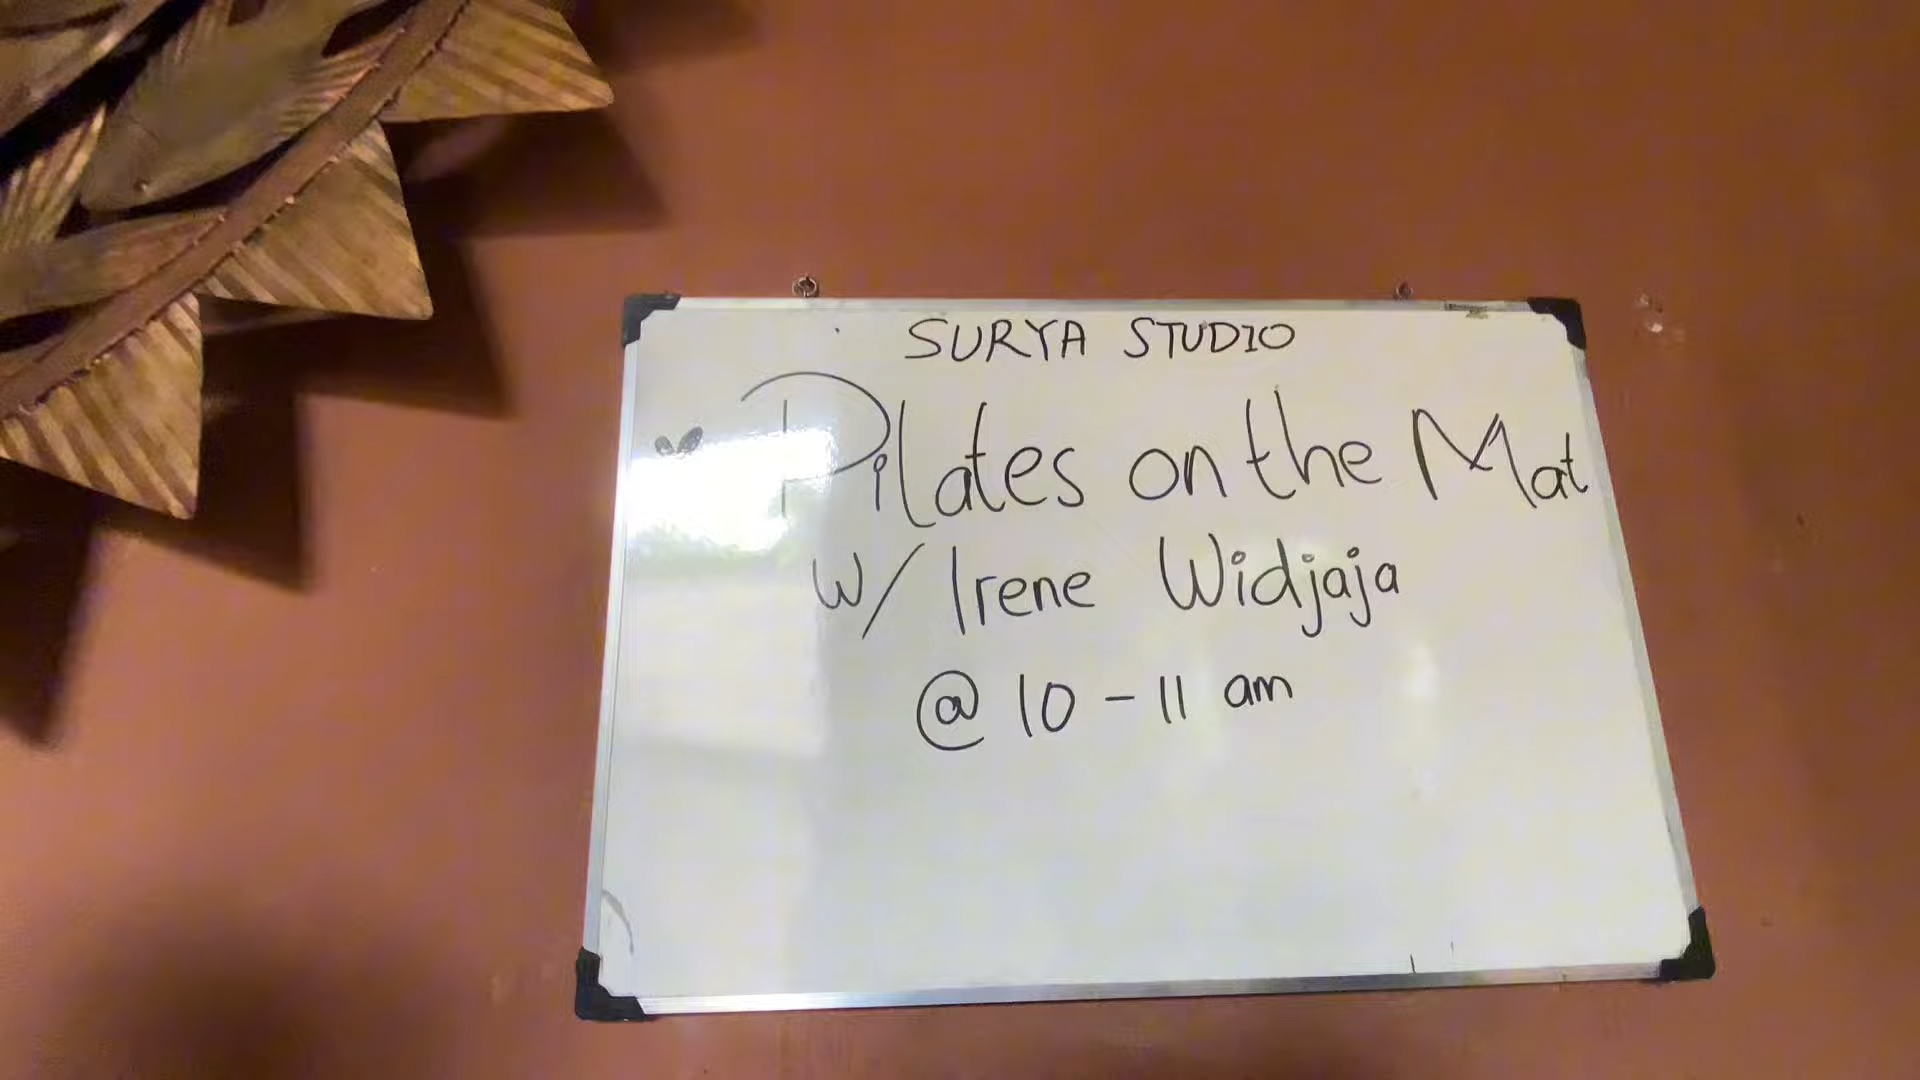 SURYA STUDIO
Pilates on the Mat
w/ Irene Widjaja
@ 10 - 11 am